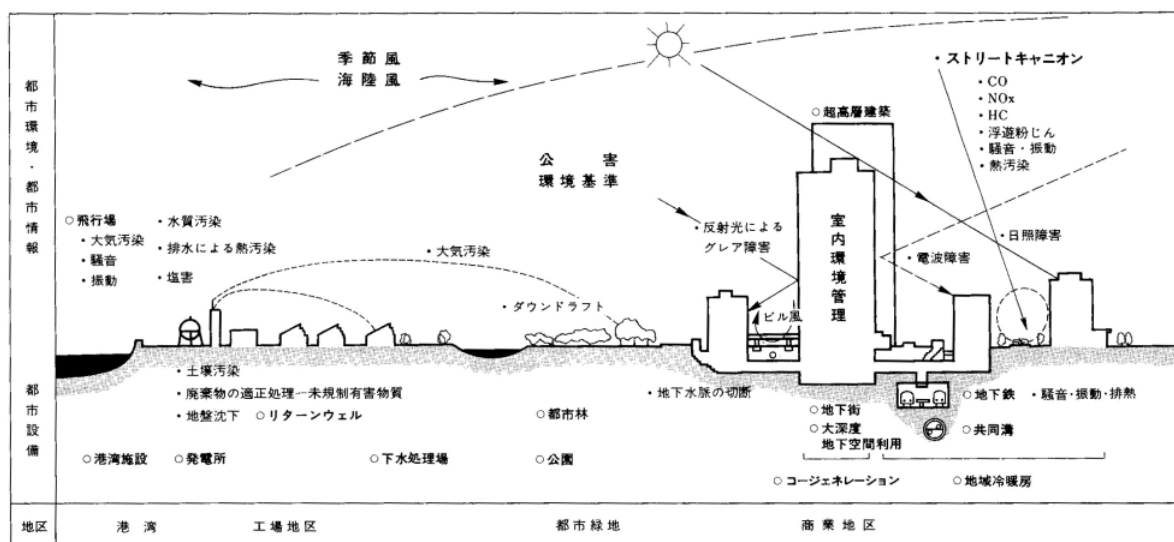 都市環境・都市情報
季節風
海陸風
ストリートキャニオン
・CO
・NOx
・HC
・浮遊粉じん
・騒音・振動
・熱汚染
○超高層建築
公害
環境基準
○飛行場
・大気汚染
・騒音
・振動
・水質汚染
・排水による熱汚染
・塩害
・大気汚染
・ダウンドラフト
・反射光による
グレア障害
室内環境管理
ビル風
・電波障害
・日照障害
都市設備
・土壌汚染
・廃棄物の適正処理―未規制有害物質
・地盤沈下
○リターンウェル
・地下水脈の切断
○都市林
○地下街
○大深度
地下空間利用
○地下鉄
・騒音・振動・排熱
○共同溝
○港湾施設
○発電所
○下水処理場
○公園
○コージェネレーション
○地域冷暖房
地区
港湾
工場地区
都市緑地
商業地区